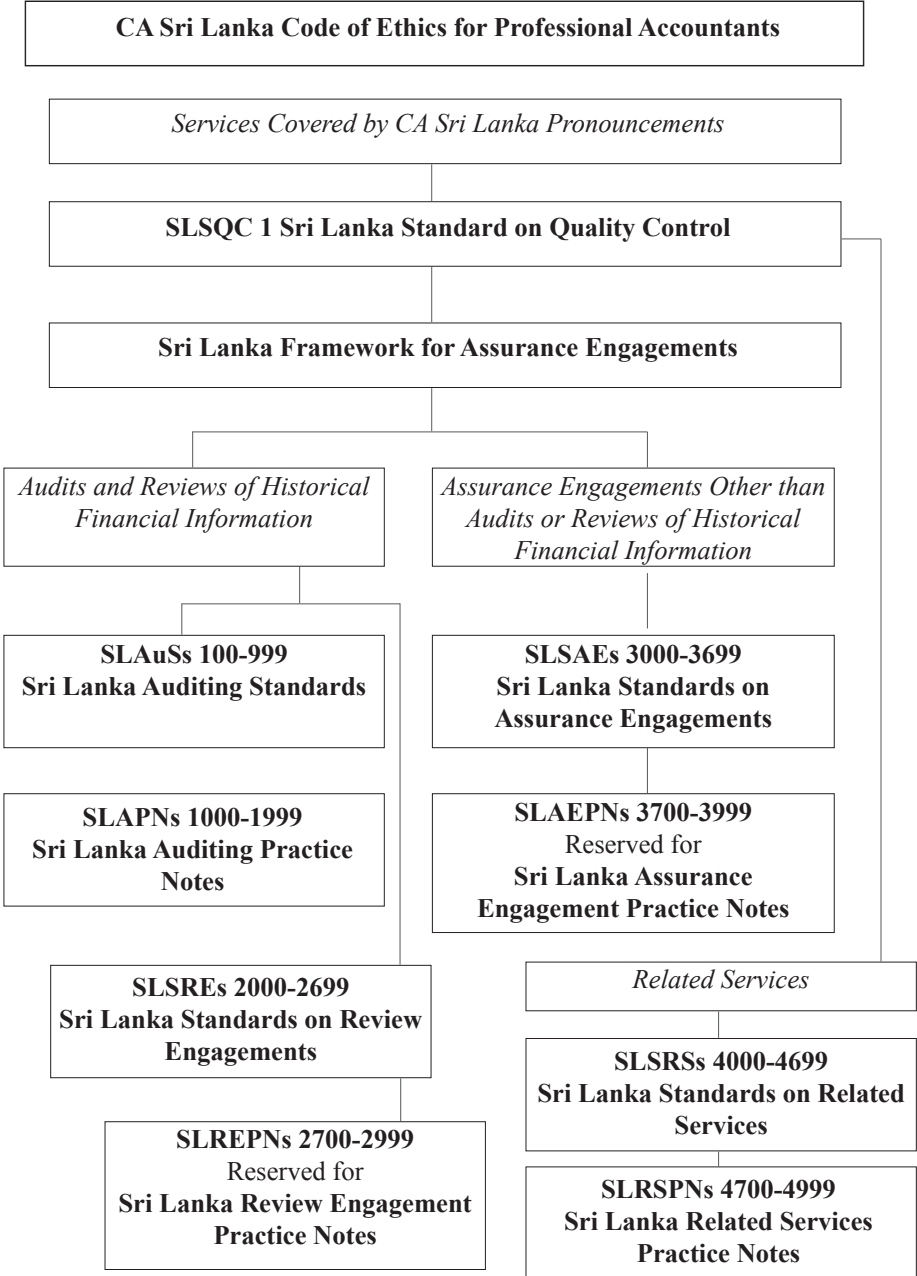 CA Sri Lanka Code of Ethics for Professional Accountants
Services Covered by CA Sri Lanka Pronouncements
SLSQC 1 Sri Lanka Standard on Quality Control
Sri Lanka Framework for Assurance Engagements
Audits and Reviews of Historical
Financial Information
Assurance Engagements Other than
Audits or Reviews of Historical
Financial Information
SLAuSs 100-999
Sri Lanka Auditing Standards
SLSAEs 3000-3699
Sri Lanka Standards on
Assurance Engagements
SLAPNs 1000-1999
Sri Lanka Auditing Practice
Notes
SLAEPNs 3700-3999
Reserved for
Sri Lanka Assurance
Engagement Practice Notes
SLSREs 2000-2699
Sri Lanka Standards on Review
Engagements
Related Services
SLSRSs 4000-4699
Sri Lanka Standards on Related
Services
SLREPNs 2700-2999
Reserved for
Sri Lanka Review Engagement
Practice Notes
SLRSPNs 4700-4999
Sri Lanka Related Services
Practice Notes